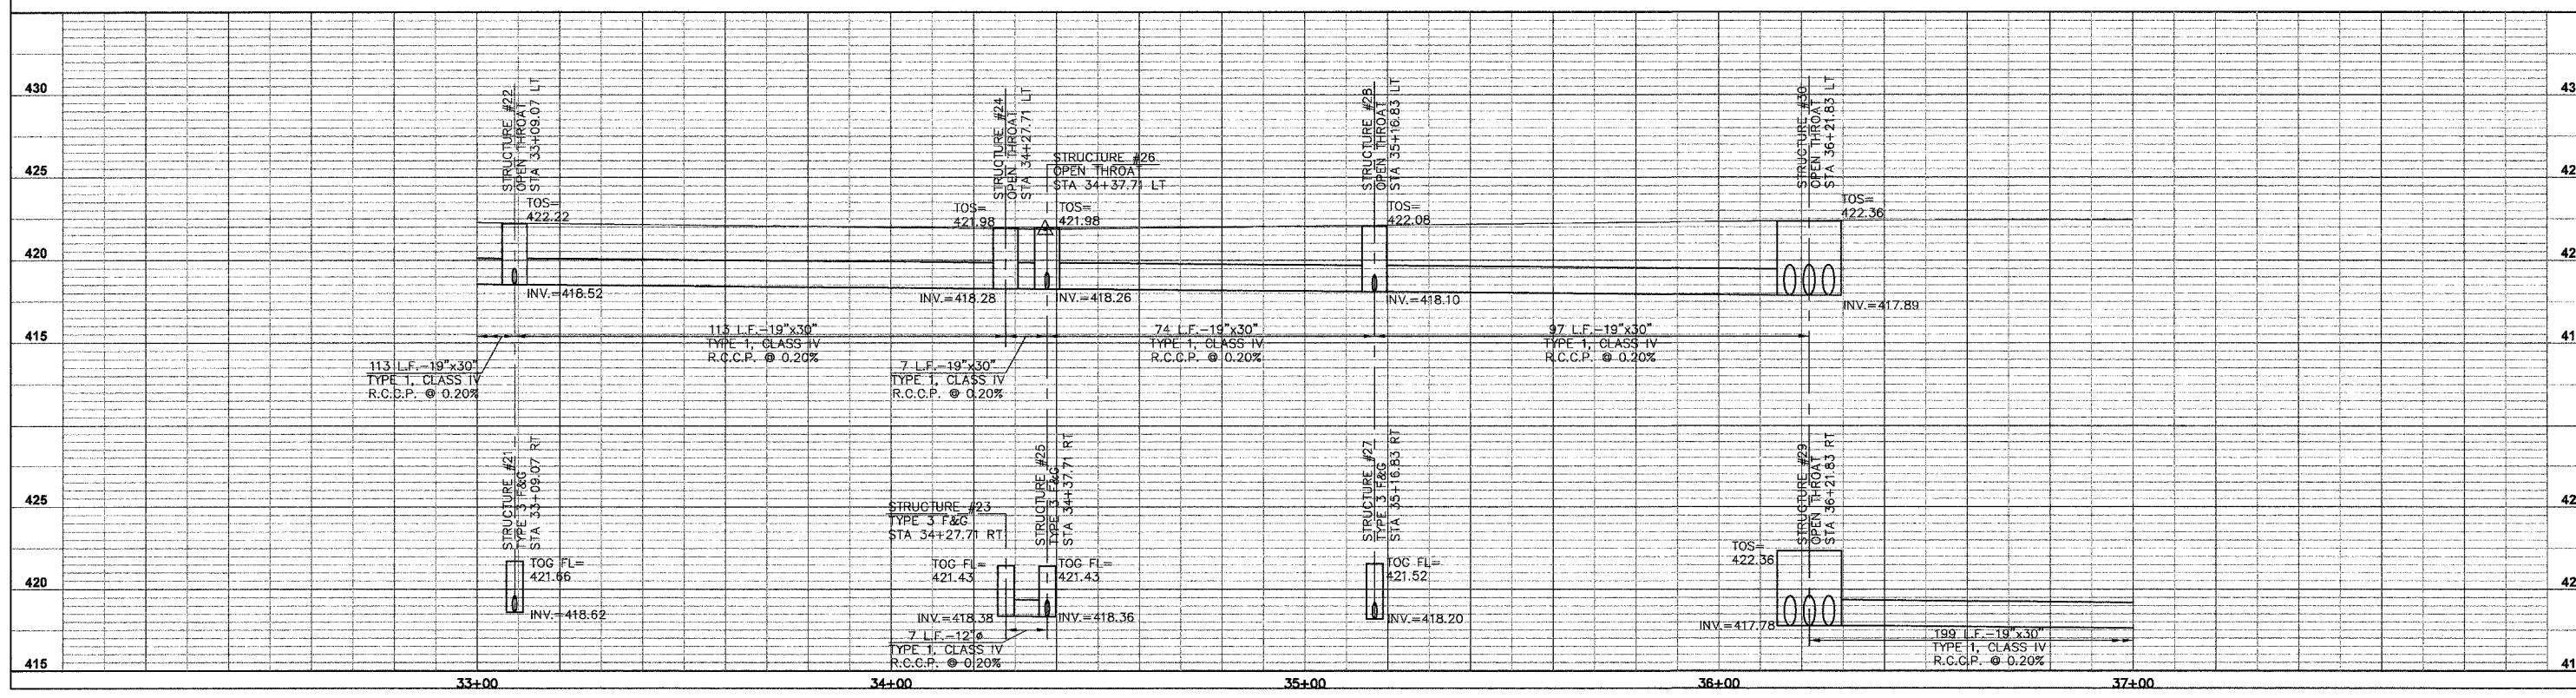 430
425
420
415
425
420
415
43
42
42
41
42
42
41
STRUCTURE #22
OPEN THROAT
STA 33+09.07 LT
TOS=
422.22
INV.=418.52
STRUCTURE #24
OPEN THROAT
STA 34+27.71 LT
TOS=
421.98
INV.=418.28
STRUCTURE #26
OPEN THROAT
STA 34+37.71 LT
TOS=
421.98
INV.=418.26
STRUCTURE #28
OPEN THROAT
STA 35+16.83 LT
TOS=
422.08
INV.=418.10
STRUCTURE #30
OPEN THROAT
STA 36+21.83 LT
TOS=
422.36
INV.=417.89
113 L.F.-19"x30"
TYPE 1, CLASS IV
R.C.C.P. @ 0.20%
113 L.F.-19"x30"
TYPE 1, CLASS IV
R.C.C.P. @ 0.20%
7 L.F.-19"x30"
TYPE 1, CLASS IV
R.C.C.P. @ 0.20%
74 L.F.-19"x30"
TYPE 1, CLASS IV
R.C.C.P. @ 0.20%
97 L.F.-19"x30"
TYPE 1, CLASS IV
R.C.C.P. @ 0.20%
STRUCTURE #21
TYPE 3 F&G
STA 33+09.07 RT
TOG FL=
421.66
INV.=418.62
STRUCTURE #23
TYPE 3 F&G
STA 34+27.71 RT
TOG FL=
421.43
INV.=418.38
STRUCTURE #25
TYPE 3 F&G
STA 34+37.71 RT
TOG FL=
421.43
INV.=418.36
7 L.F.-12"ø
TYPE 1, CLASS IV
R.C.C.P. @ 0.20%
STRUCTURE #27
TYPE 3 F&G
STA 35+16.83 RT
TOG FL=
421.52
INV.=418.20
STRUCTURE #29
OPEN THROAT
STA 36+21.83 RT
TOS=
422.36
INV.=417.78
199 L.F.-19"x30"
TYPE 1, CLASS IV
R.C.C.P. @ 0.20%
33+00
34+00
35+00
36+00
37+00